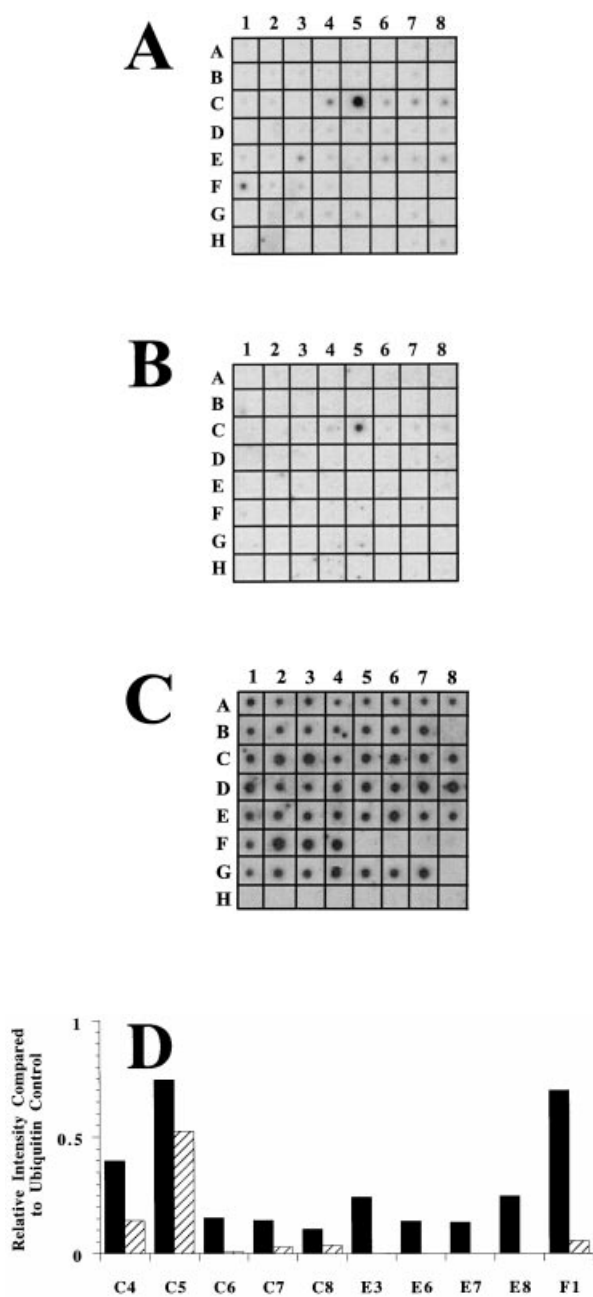 A
1 2 3 4 5 6 7 8
A
B
C
D
E
F
G
H
B
1 2 3 4 5 6 7 8
A
B
C
D
E
F
G
H
C
1 2 3 4 5 6 7 8
A
B
C
D
E
F
G
H
D
Relative Intensity Compared
to Ubiquitin Control
1
0.5
0
C4 C5 C6 C7 C8 E3 E6 E7 E8 F1